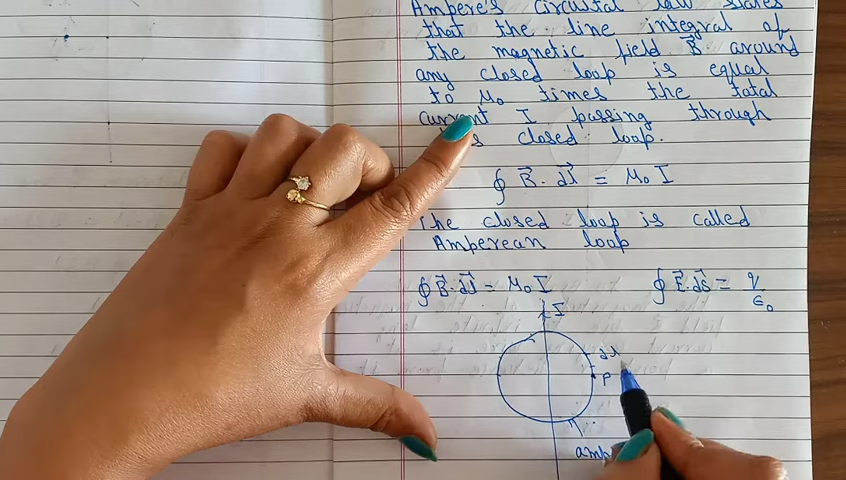 Ampere's Circuital law states
that the line integral of
the magnetic field B⃗ around
any closed loop is equal
to μ₀ times the total
current I passing through
closed loop.
∮ B⃗ . dl⃗ = μ₀ I
The closed loop is called
Amperean loop
∮ B⃗ . dl⃗ = μ₀ I
∮ E⃗ . ds⃗ = q/ε₀
I
dl
P